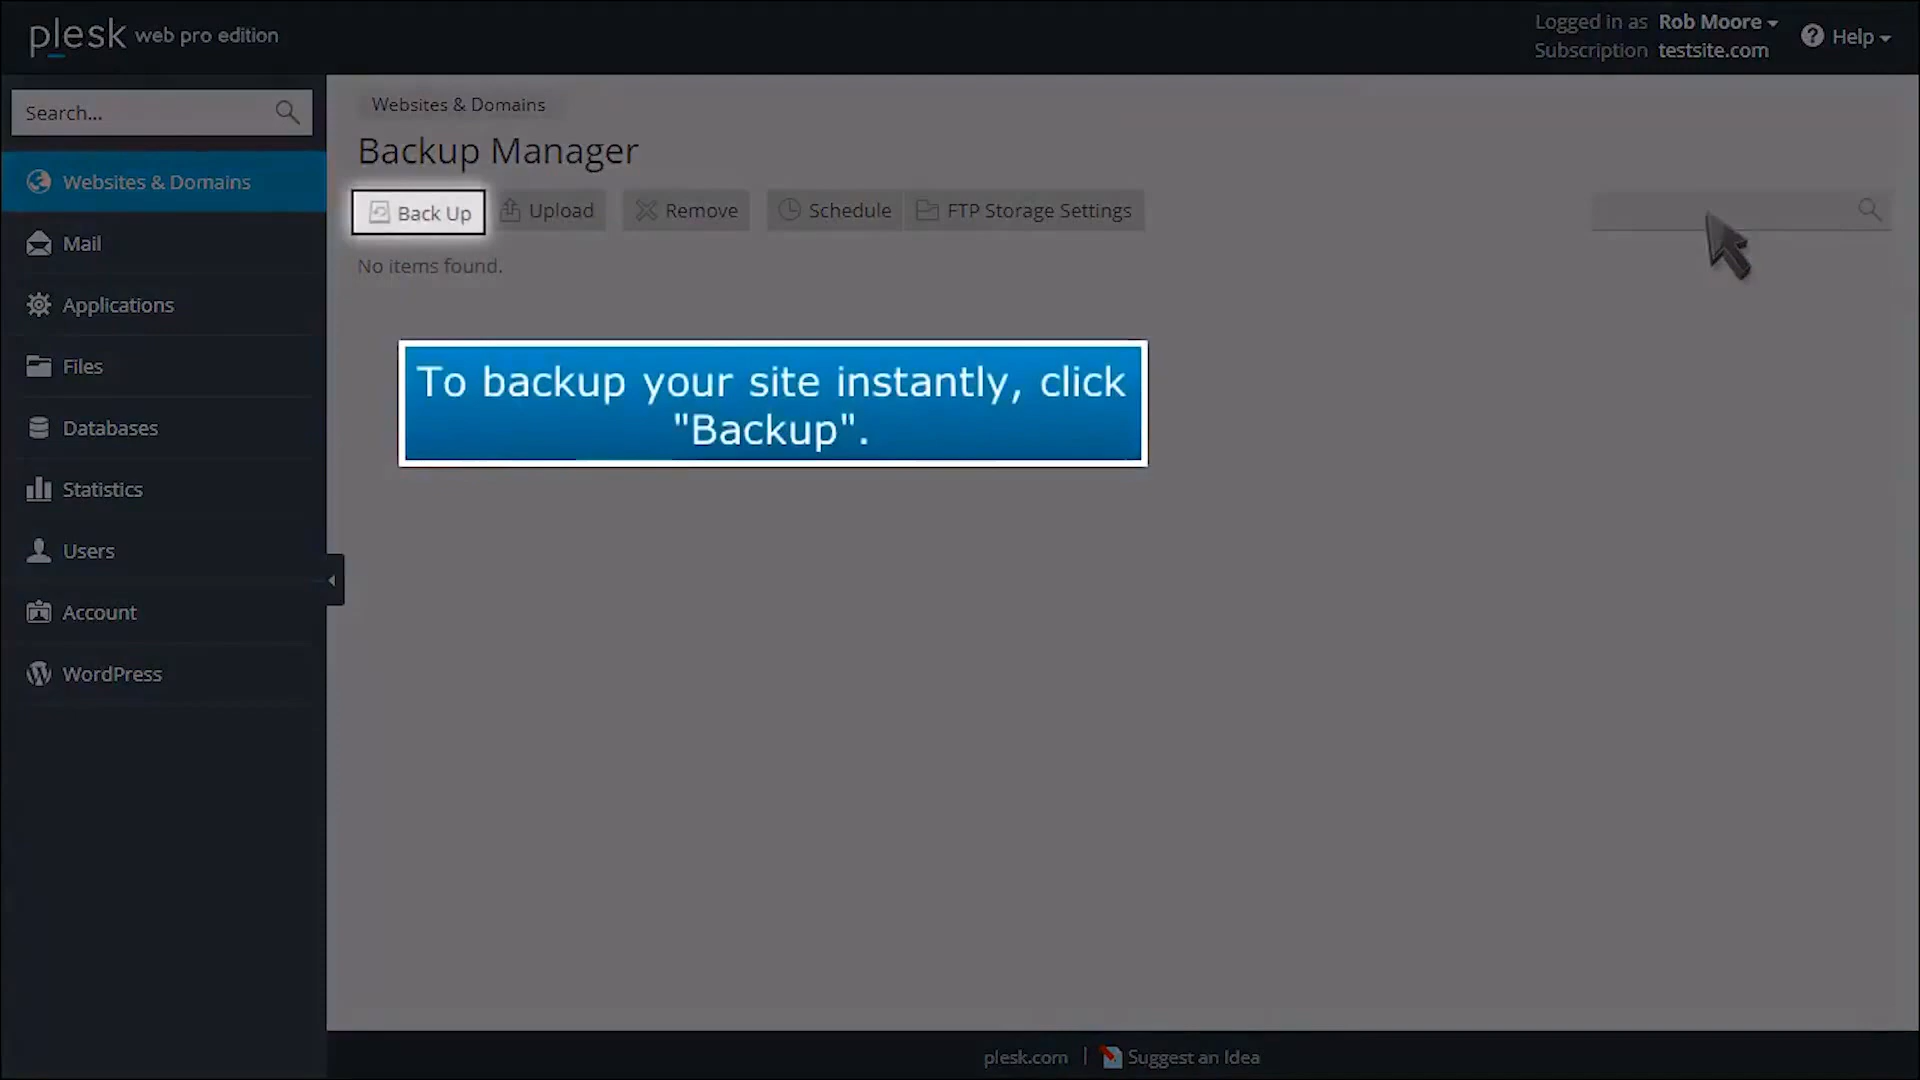 plesk web pro edition
Logged in as Rob Moore
Subscription testsite.com
Help
Search...
Websites & Domains
Mail
Applications
Files
Databases
Statistics
Users
Account
WordPress
Websites & Domains
Backup Manager
Back Up
Upload
Remove
Schedule
FTP Storage Settings
No items found.
To backup your site instantly, click
"Backup".
plesk.com | Suggest an Idea